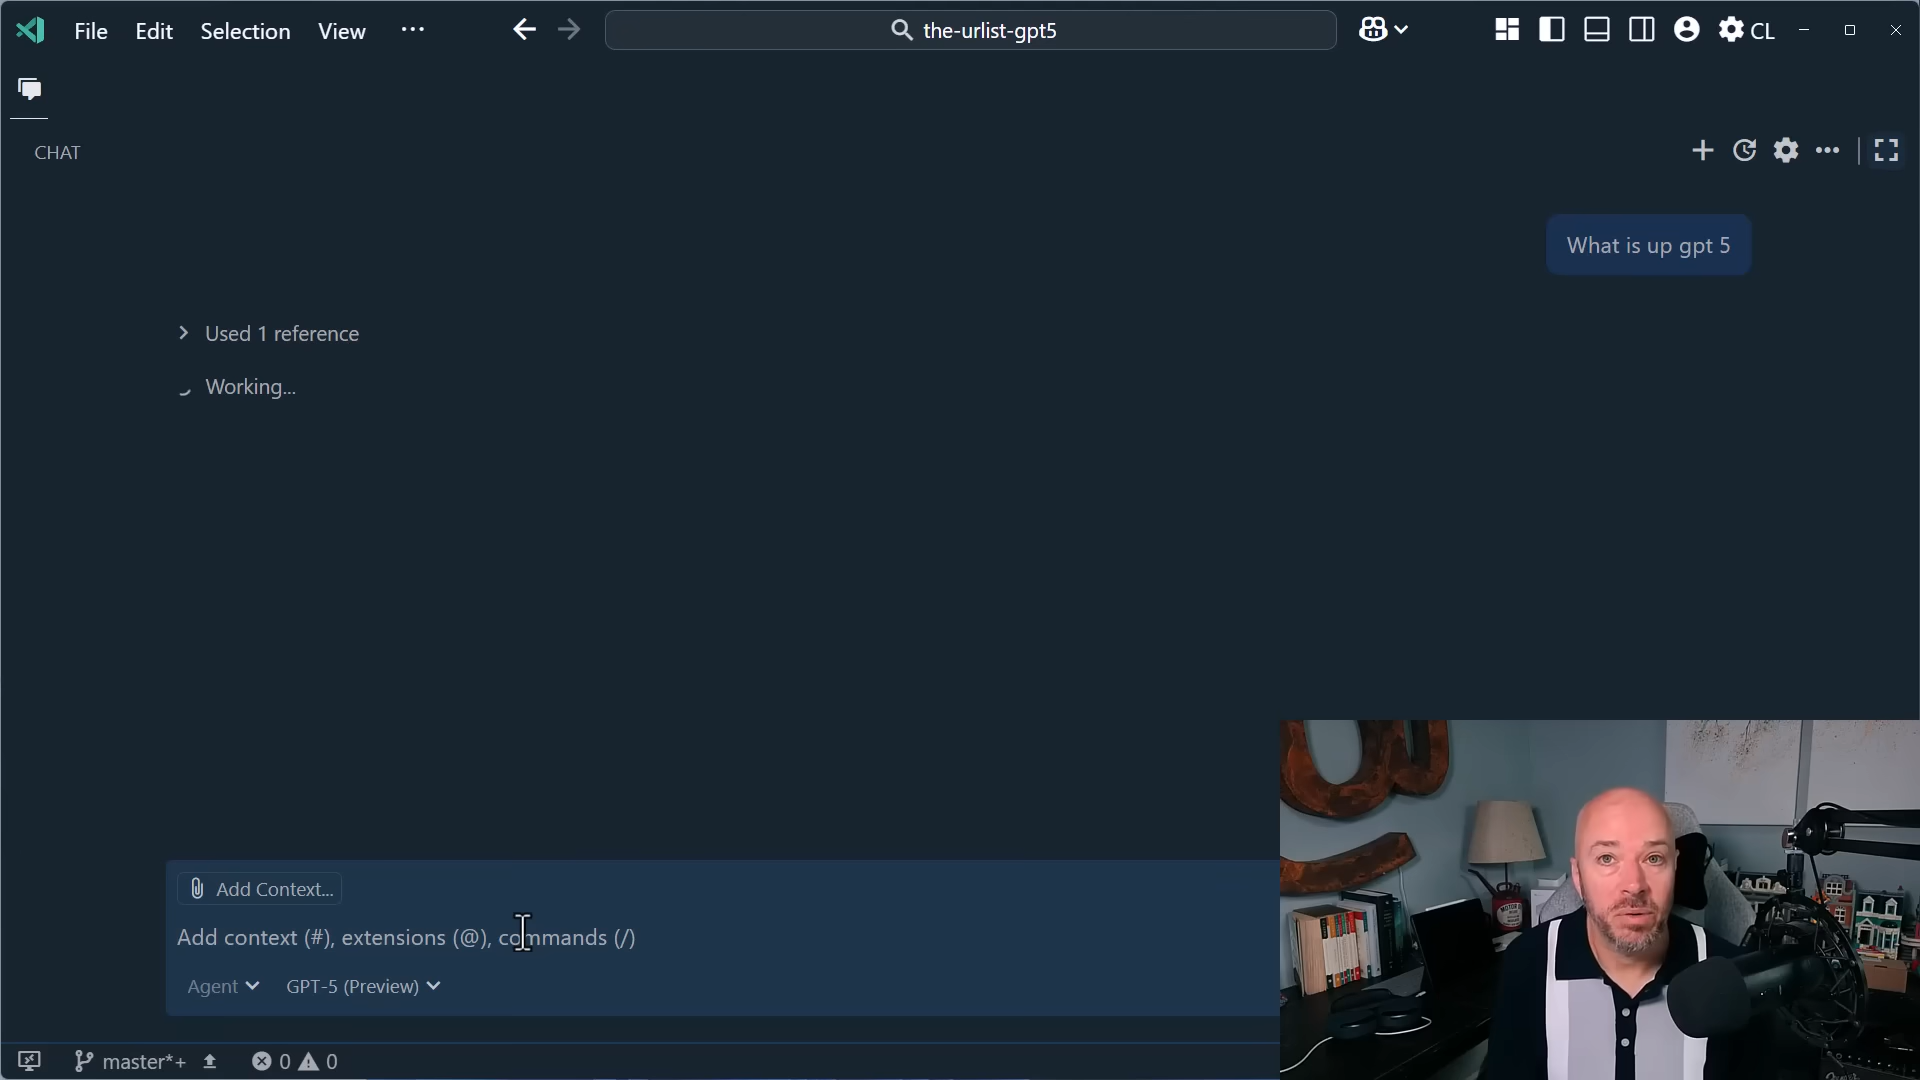 File Edit Selection View ···
the-urlist-gpt5
CL
CHAT
What is up gpt 5
Used 1 reference
Working...
Add Context...
Add context (#), extensions (@), commands (/)
Agent GPT-5 (Preview)
master*+ 0 0